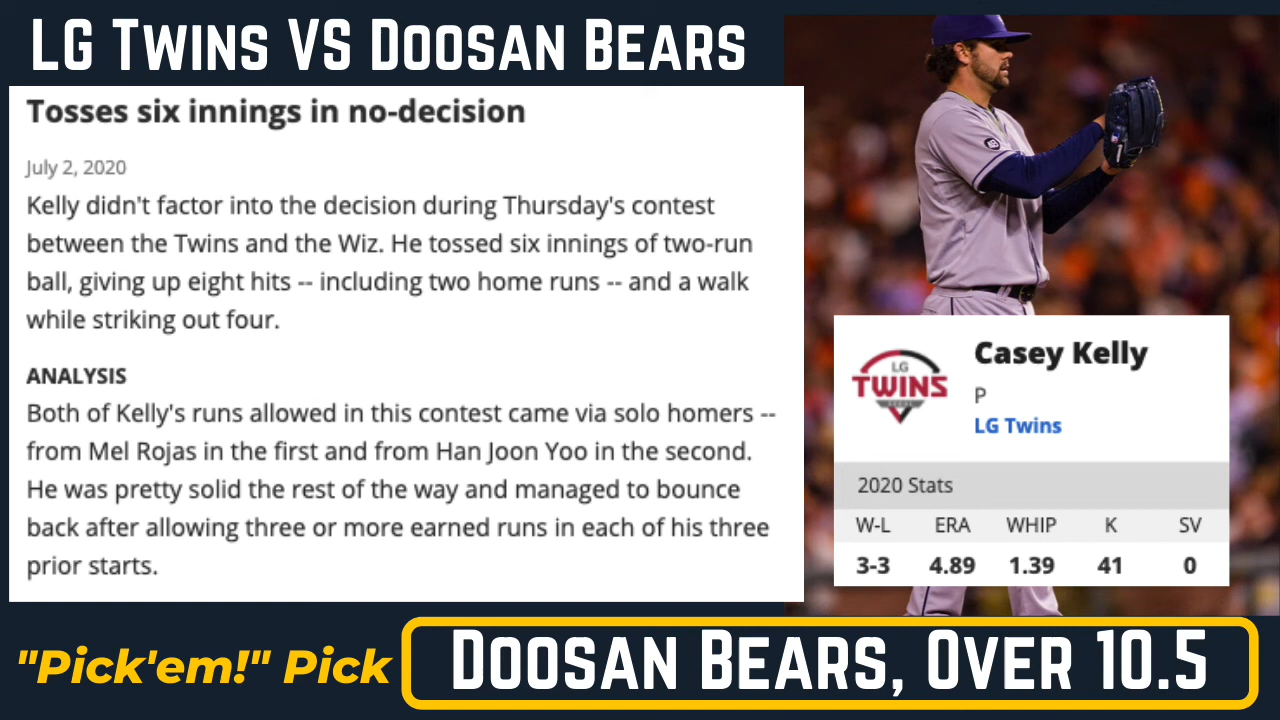 LG Twins VS Doosan Bears
Tosses six innings in no-decision
July 2, 2020
Kelly didn't factor into the decision during Thursday's contest
between the Twins and the Wiz. He tossed six innings of two-run
ball, giving up eight hits -- including two home runs -- and a walk
while striking out four.
ANALYSIS
Both of Kelly's runs allowed in this contest came via solo homers --
from Mel Rojas in the first and from Han Joon Yoo in the second.
He was pretty solid the rest of the way and managed to bounce
back after allowing three or more earned runs in each of his three
prior starts.
LG
TWINS
Casey Kelly
P
LG Twins
2020 Stats
W-L ERA WHIP K SV
3-3 4.89 1.39 41 0
"Pick'em!" Pick
Doosan Bears, Over 10.5